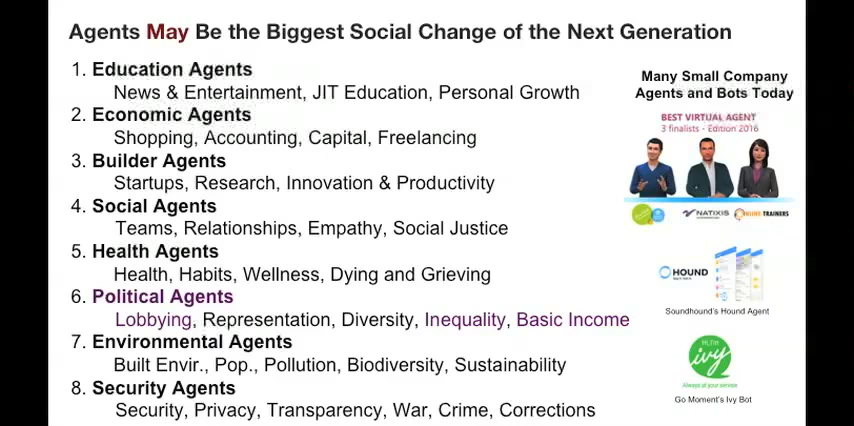 Agents May Be the Biggest Social Change of the Next Generation
1. Education Agents
News & Entertainment, JIT Education, Personal Growth
2. Economic Agents
Shopping, Accounting, Capital, Freelancing
3. Builder Agents
Startups, Research, Innovation & Productivity
4. Social Agents
Teams, Relationships, Empathy, Social Justice
5. Health Agents
Health, Habits, Wellness, Dying and Grieving
6. Political Agents
Lobbying, Representation, Diversity, Inequality, Basic Income
7. Environmental Agents
Built Envir., Pop., Pollution, Biodiversity, Sustainability
8. Security Agents
Security, Privacy, Transparency, War, Crime, Corrections
Many Small Company
Agents and Bots Today
BEST VIRTUAL AGENT
3 finalists - Edition 2016
NATIXIS
TRAINERS
HOUND
Soundhound's Hound Agent
ivy
Always at your service
Go Moment's Ivy Bot